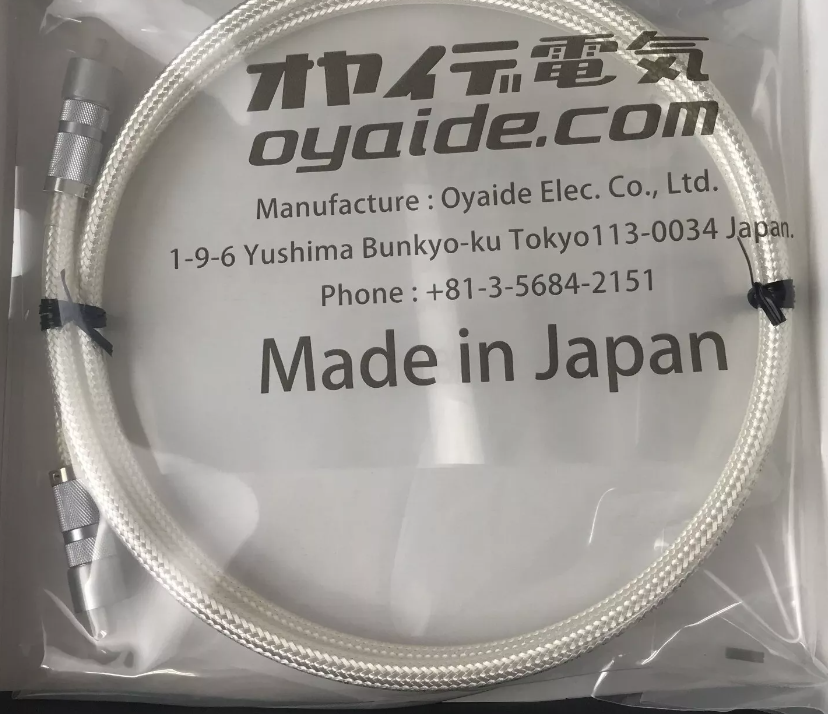 オヤイデ電気
oyaide.com
Manufacture : Oyaide Elec. Co., Ltd.
1-9-6 Yushima Bunkyo-ku Tokyo113-0034 Japan.
Phone : +81-3-5684-2151
Made in Japan